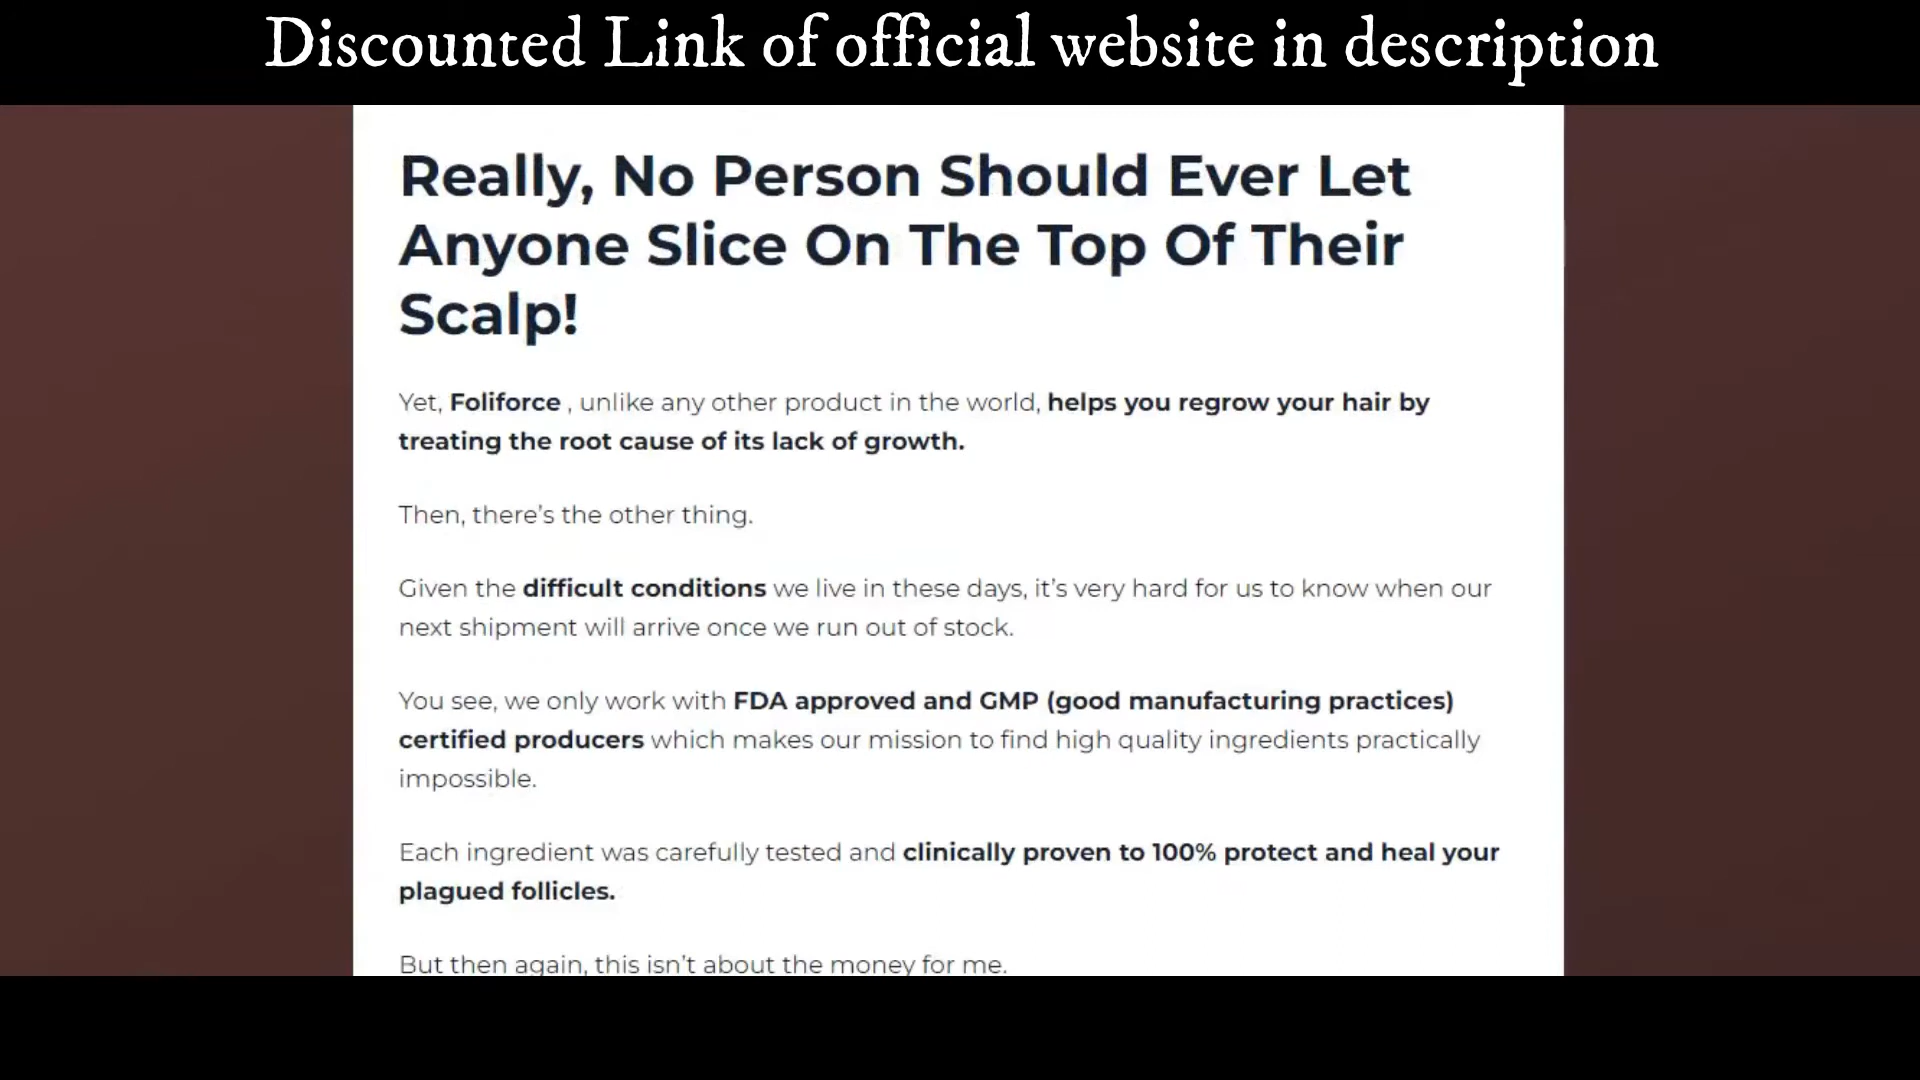 Discounted Link of official website in description
Really, No Person Should Ever Let
Anyone Slice On The Top Of Their
Scalp!
Yet, Foliforce , unlike any other product in the world, helps you regrow your hair by
treating the root cause of its lack of growth.
Then, there's the other thing.
Given the difficult conditions we live in these days, it's very hard for us to know when our
next shipment will arrive once we run out of stock.
You see, we only work with FDA approved and GMP (good manufacturing practices)
certified producers which makes our mission to find high quality ingredients practically
impossible.
Each ingredient was carefully tested and clinically proven to 100% protect and heal your
plagued follicles.
But then again, this isn't about the money for me.